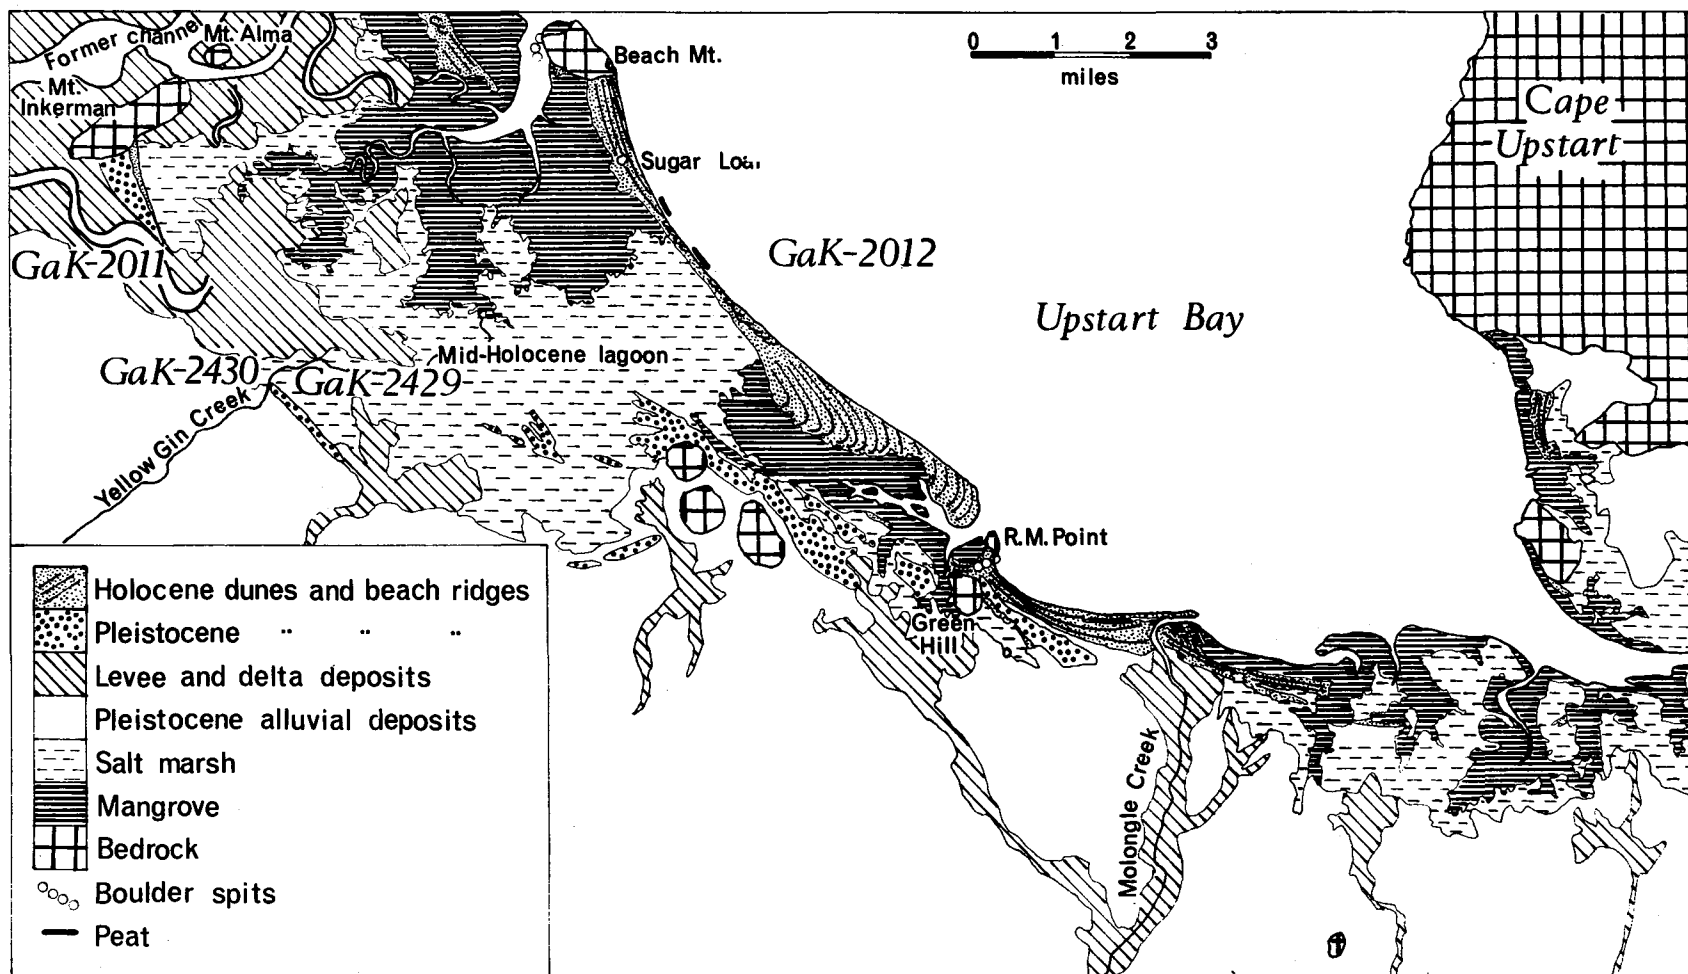 Former channel
Mt. Alma
Mt.
Inkerman
Beach Mt.
0 1 2 3
miles
Cape
Upstart
Sugar
GaK-2011
GaK-2012
Upstart Bay
Mid-Holocene lagoon
GaK-2430
GaK-2429
Yellow Gin Creek
R.M. Point
Green
Hill
Molongle Creek
Holocene dunes and beach ridges
Pleistocene " " "
Levee and delta deposits
Pleistocene alluvial deposits
Salt marsh
Mangrove
Bedrock
Boulder spits
Peat